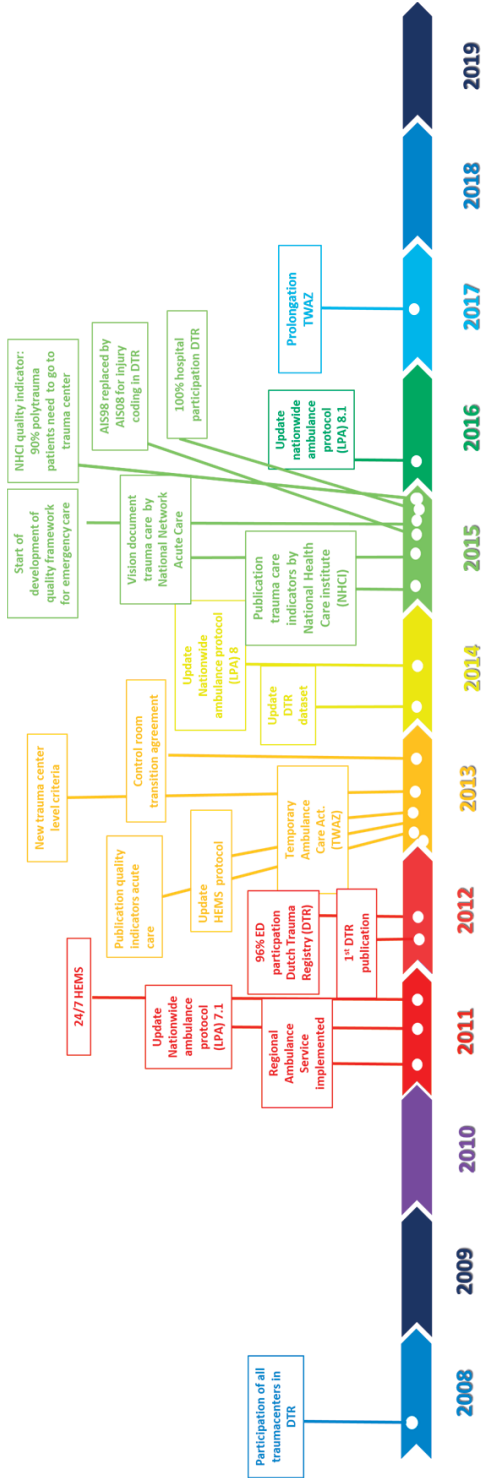 Participation of all
traumacenters in
DTR
24/7 HEMS
Update
Nationwide
ambulance
protocol
(LPA) 7.1
Regional
Ambulance
Service
implemented
96% ED
particpation
Dutch Trauma
Registry (DTR)
1st DTR
publication
New trauma center
level criteria
Publication quality
indicators acute
care
Control room
transition agreement
Update
HEMS protocol
Temporary
Ambulance
Care Act.
(TWAZ)
Update
Nationwide
ambulance protocol
(LPA) 8
Update
DTR
dataset
Start of
development of
quality framework
for emergency care
NHCI quality indicator:
90% polytrauma
patients need to go to
trauma center
Vision document
trauma care by
National Network
Acute Care
AIS98 replaced by
AIS08 for injury
coding in DTR
100% hospital
participation DTR
Publication
trauma care
indicators by
National Health
Care institute
(NHCI)
Update
nationwide
ambulance
protocol
(LPA) 8.1
Prolongation
TWAZ
2008
2009
2010
2011
2012
2013
2014
2015
2016
2017
2018
2019